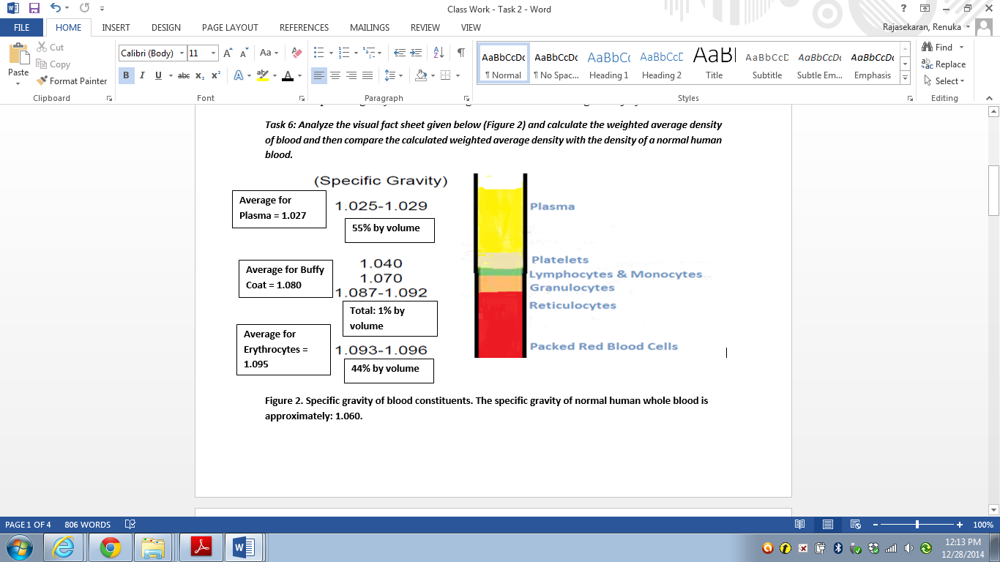 Class Work - Task 2 - Word
FILE HOME INSERT DESIGN PAGE LAYOUT REFERENCES MAILINGS REVIEW VIEW
Rajasekaran, Renuka
Paste
Cut
Copy
Format Painter
Clipboard
Calibri (Body) 11
Font
Paragraph
AaBbCcDc AaBbCcDc AaBbCc AaBbCcD AaB AaBbCcD AaBbCcDc AaBbCcDc
¶ Normal ¶ No Spac... Heading 1 Heading 2 Title Subtitle Subtle Em... Emphasis
Styles
Find
Replace
Select
Editing
Task 6: Analyze the visual fact sheet given below (Figure 2) and calculate the weighted average density
of blood and then compare the calculated weighted average density with the density of a normal human
blood.
(Specific Gravity)
Average for
Plasma = 1.027
1.025-1.029
Plasma
55% by volume
Average for Buffy
Coat = 1.080
1.040
Platelets
1.070
Lymphocytes & Monocytes
1.087-1.092
Granulocytes
Total: 1% by
volume
Reticulocytes
Average for
Erythrocytes =
1.095
1.093-1.096
Packed Red Blood Cells
44% by volume
Figure 2. Specific gravity of blood constituents. The specific gravity of normal human whole blood is
approximately: 1.060.
PAGE 1 OF 4 806 WORDS
100%
12:13 PM
12/28/2014